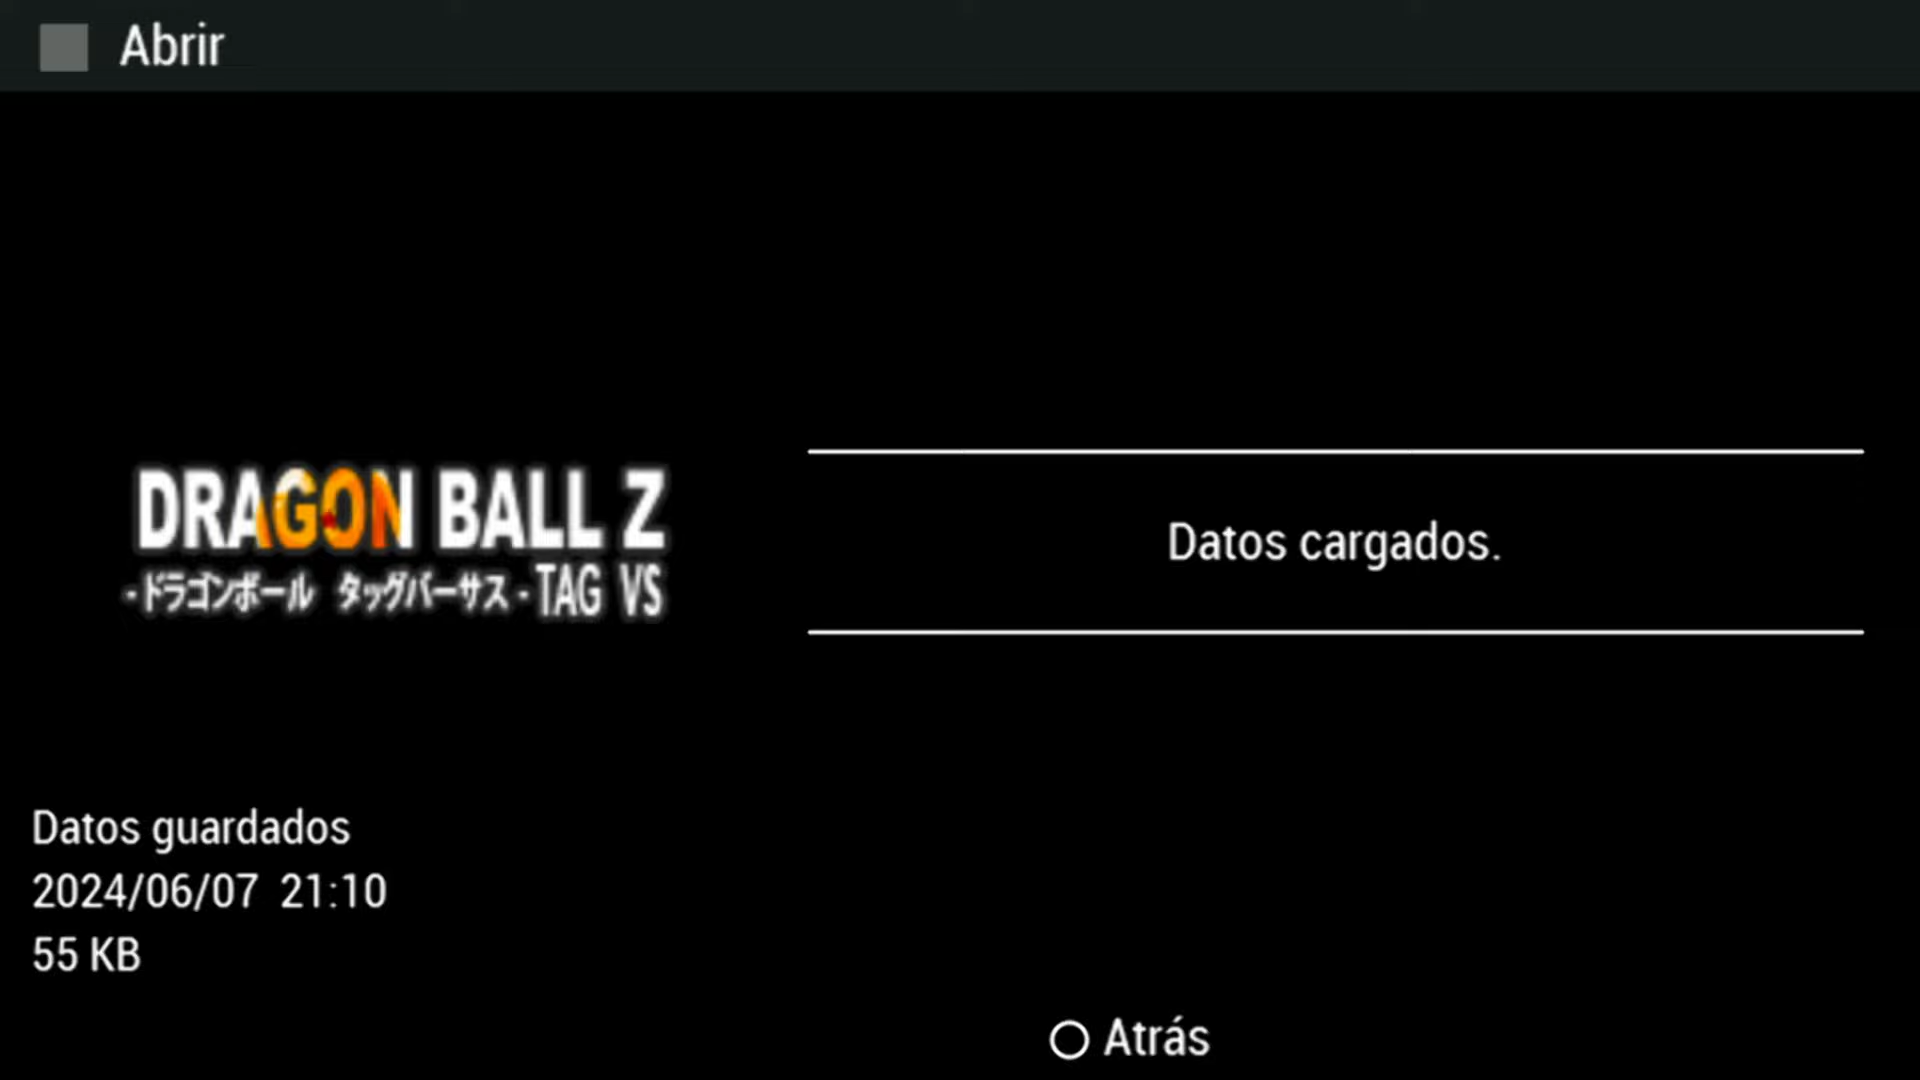 Abrir
DRAGON BALL Z
-ドラゴンボール タッグバーサス-TAG VS
Datos cargados.
Datos guardados
2024/06/07 21:10
55 KB
Atrás